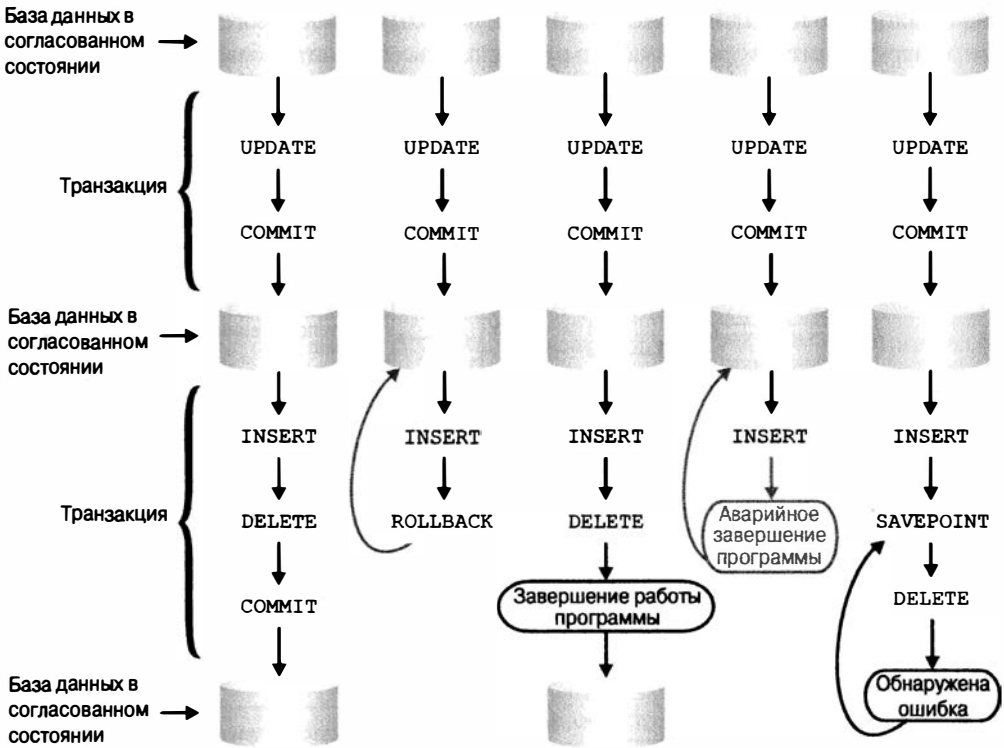 База данных в
согласованном
состоянии
Транзакция
UPDATE UPDATE UPDATE UPDATE UPDATE
COMMIT COMMIT COMMIT COMMIT COMMIT
База данных в
согласованном
состоянии
Транзакция
INSERT INSERT INSERT INSERT INSERT
DELETE ROLLBACK DELETE
Аварийное
завершение
программы
SAVEPOINT
COMMIT
Завершение работы
программы
DELETE
Обнаружена
ошибка
База данных в
согласованном
состоянии